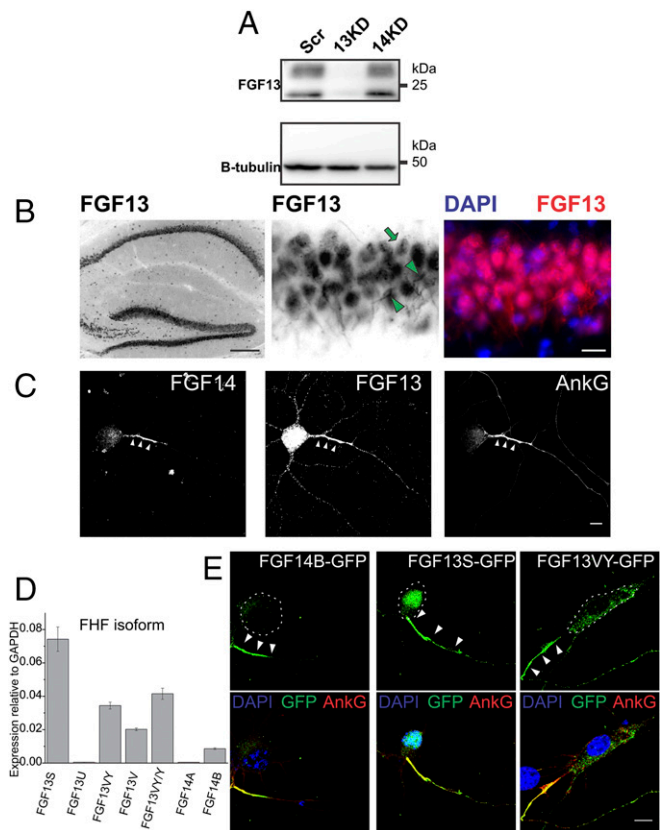 A
Scr 13KD 14KD
kDa
FGF13
25
kDa
B-tubulin
50
B
FGF13 FGF13 DAPI FGF13
C
FGF14 FGF13 AnkG
D
FHF isoform
Expression relative to GAPDH
0.08
0.06
0.04
0.02
0.00
FGF13S FGF13U FGF13VY FGF13V FGF13VY/Y FGF14A FGF14B
E
FGF14B-GFP FGF13S-GFP FGF13VY-GFP
DAPI GFP AnkG DAPI GFP AnkG DAPI GFP AnkG